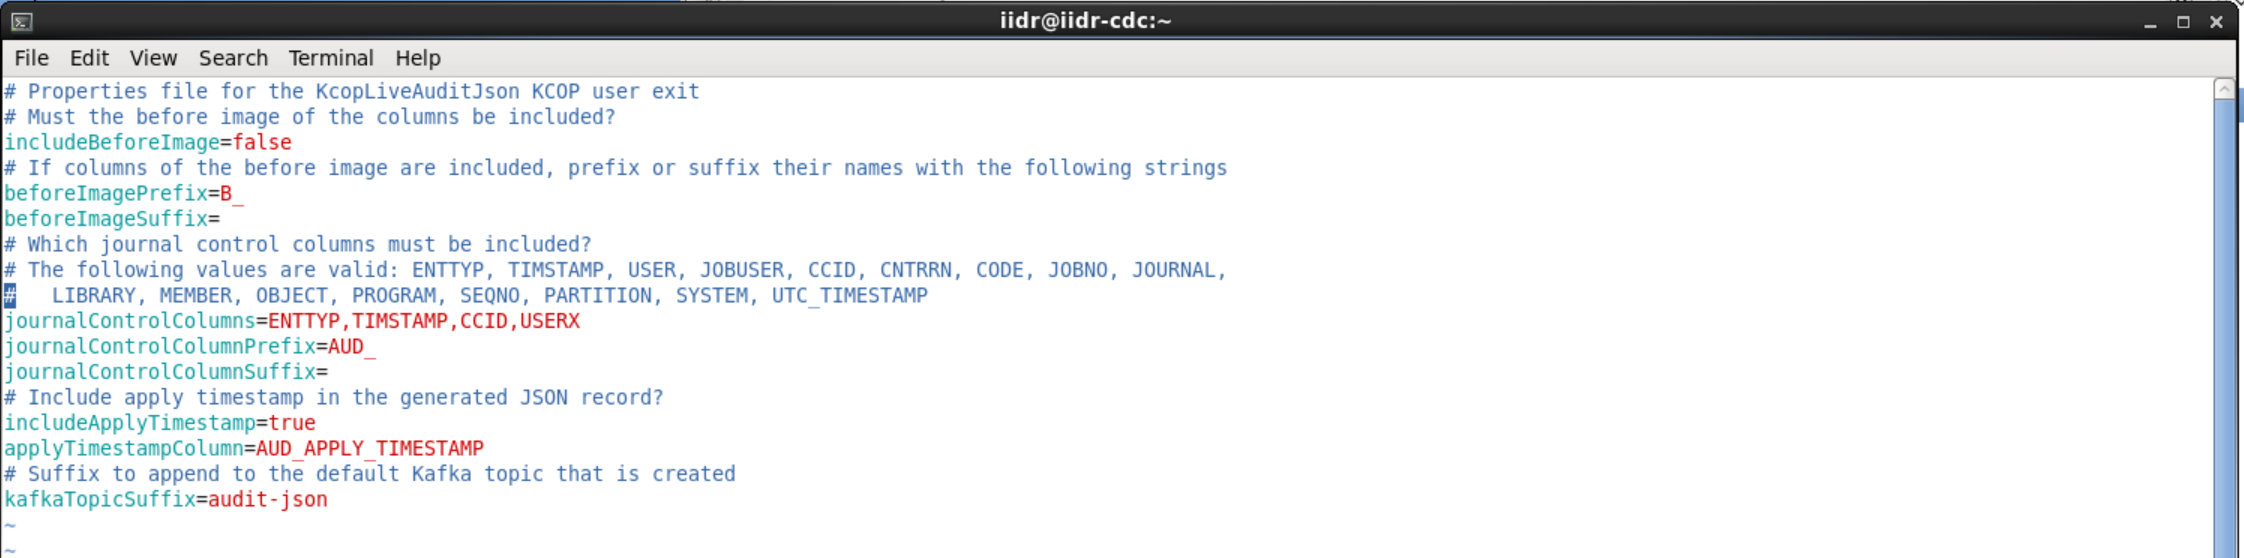 iidr@iidr-cdc:~
File Edit View Search Terminal Help
# Properties file for the KcopLiveAuditJson KCOP user exit
# Must the before image of the columns be included?
includeBeforeImage=false
# If columns of the before image are included, prefix or suffix their names with the following strings
beforeImagePrefix=B_
beforeImageSuffix=
# Which journal control columns must be included?
# The following values are valid: ENTTYP, TIMSTAMP, USER, JOBUSER, CCID, CNTRRN, CODE, JOBNO, JOURNAL,
#   LIBRARY, MEMBER, OBJECT, PROGRAM, SEQNO, PARTITION, SYSTEM, UTC_TIMESTAMP
journalControlColumns=ENTTYP,TIMSTAMP,CCID,USERX
journalControlColumnPrefix=AUD_
journalControlColumnSuffix=
# Include apply timestamp in the generated JSON record?
includeApplyTimestamp=true
applyTimestampColumn=AUD_APPLY_TIMESTAMP
# Suffix to append to the default Kafka topic that is created
kafkaTopicSuffix=audit-json
~
~